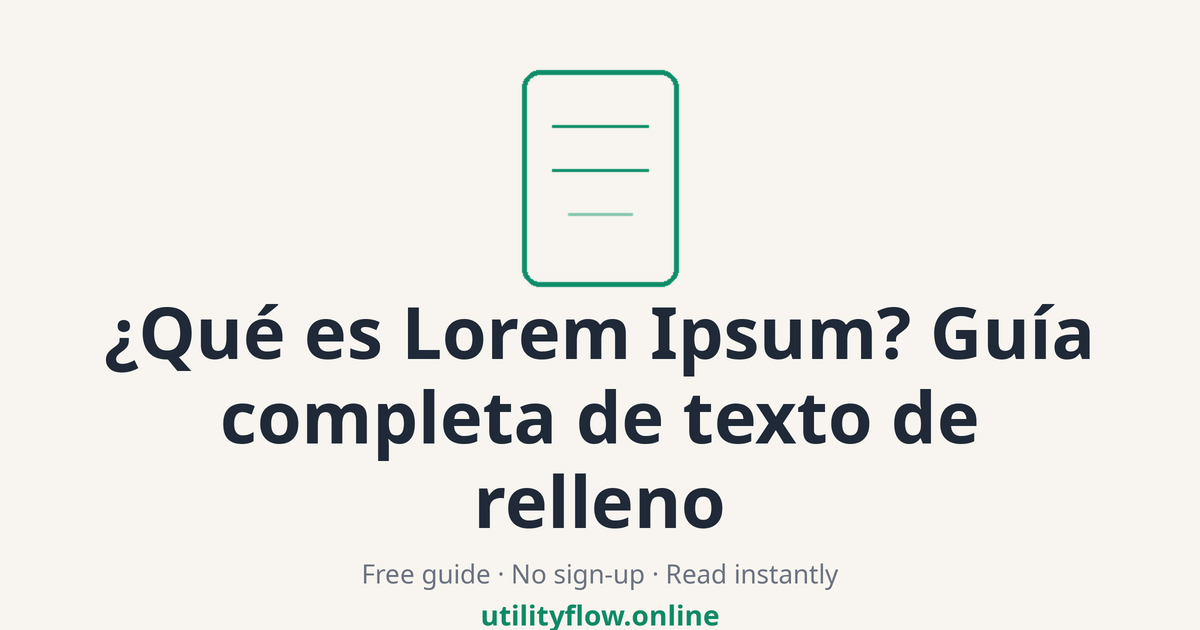 ¿Qué es Lorem Ipsum? Guía
completa de texto de
relleno
Free guide · No sign-up · Read instantly
utilityflow.online